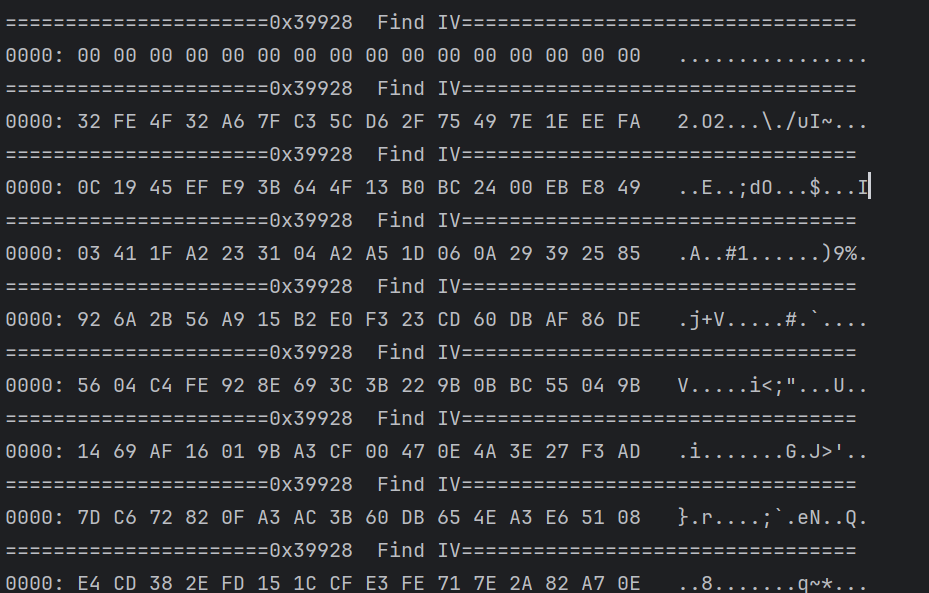 ======================0x39928  Find IV=================================
0000: 00 00 00 00 00 00 00 00 00 00 00 00 00 00 00 00   ................
======================0x39928  Find IV=================================
0000: 32 FE 4F 32 A6 7F C3 5C D6 2F 75 49 7E 1E EE FA   2.O2...\./uI~...
======================0x39928  Find IV=================================
0000: 0C 19 45 EF E9 3B 64 4F 13 B0 BC 24 00 EB E8 49   ..E..;dO...$...I
======================0x39928  Find IV=================================
0000: 03 41 1F A2 23 31 04 A2 A5 1D 06 0A 29 39 25 85   .A..#1......)9%.
======================0x39928  Find IV=================================
0000: 92 6A 2B 56 A9 15 B2 E0 F3 23 CD 60 DB AF 86 DE   .j+V.....#.`....
======================0x39928  Find IV=================================
0000: 56 04 C4 FE 92 8E 69 3C 3B 22 9B 0B BC 55 04 9B   V.....i<;"...U..
======================0x39928  Find IV=================================
0000: 14 69 AF 16 01 9B A3 CF 00 47 0E 4A 3E 27 F3 AD   .i.......G.J>'..
======================0x39928  Find IV=================================
0000: 7D C6 72 82 0F A3 AC 3B 60 DB 65 4E A3 E6 51 08   }.r....;`.eN..Q.
======================0x39928  Find IV=================================
0000: E4 CD 38 2E FD 15 1C CF E3 FE 71 7E 2A 82 A7 0E   ..8.......q~*...